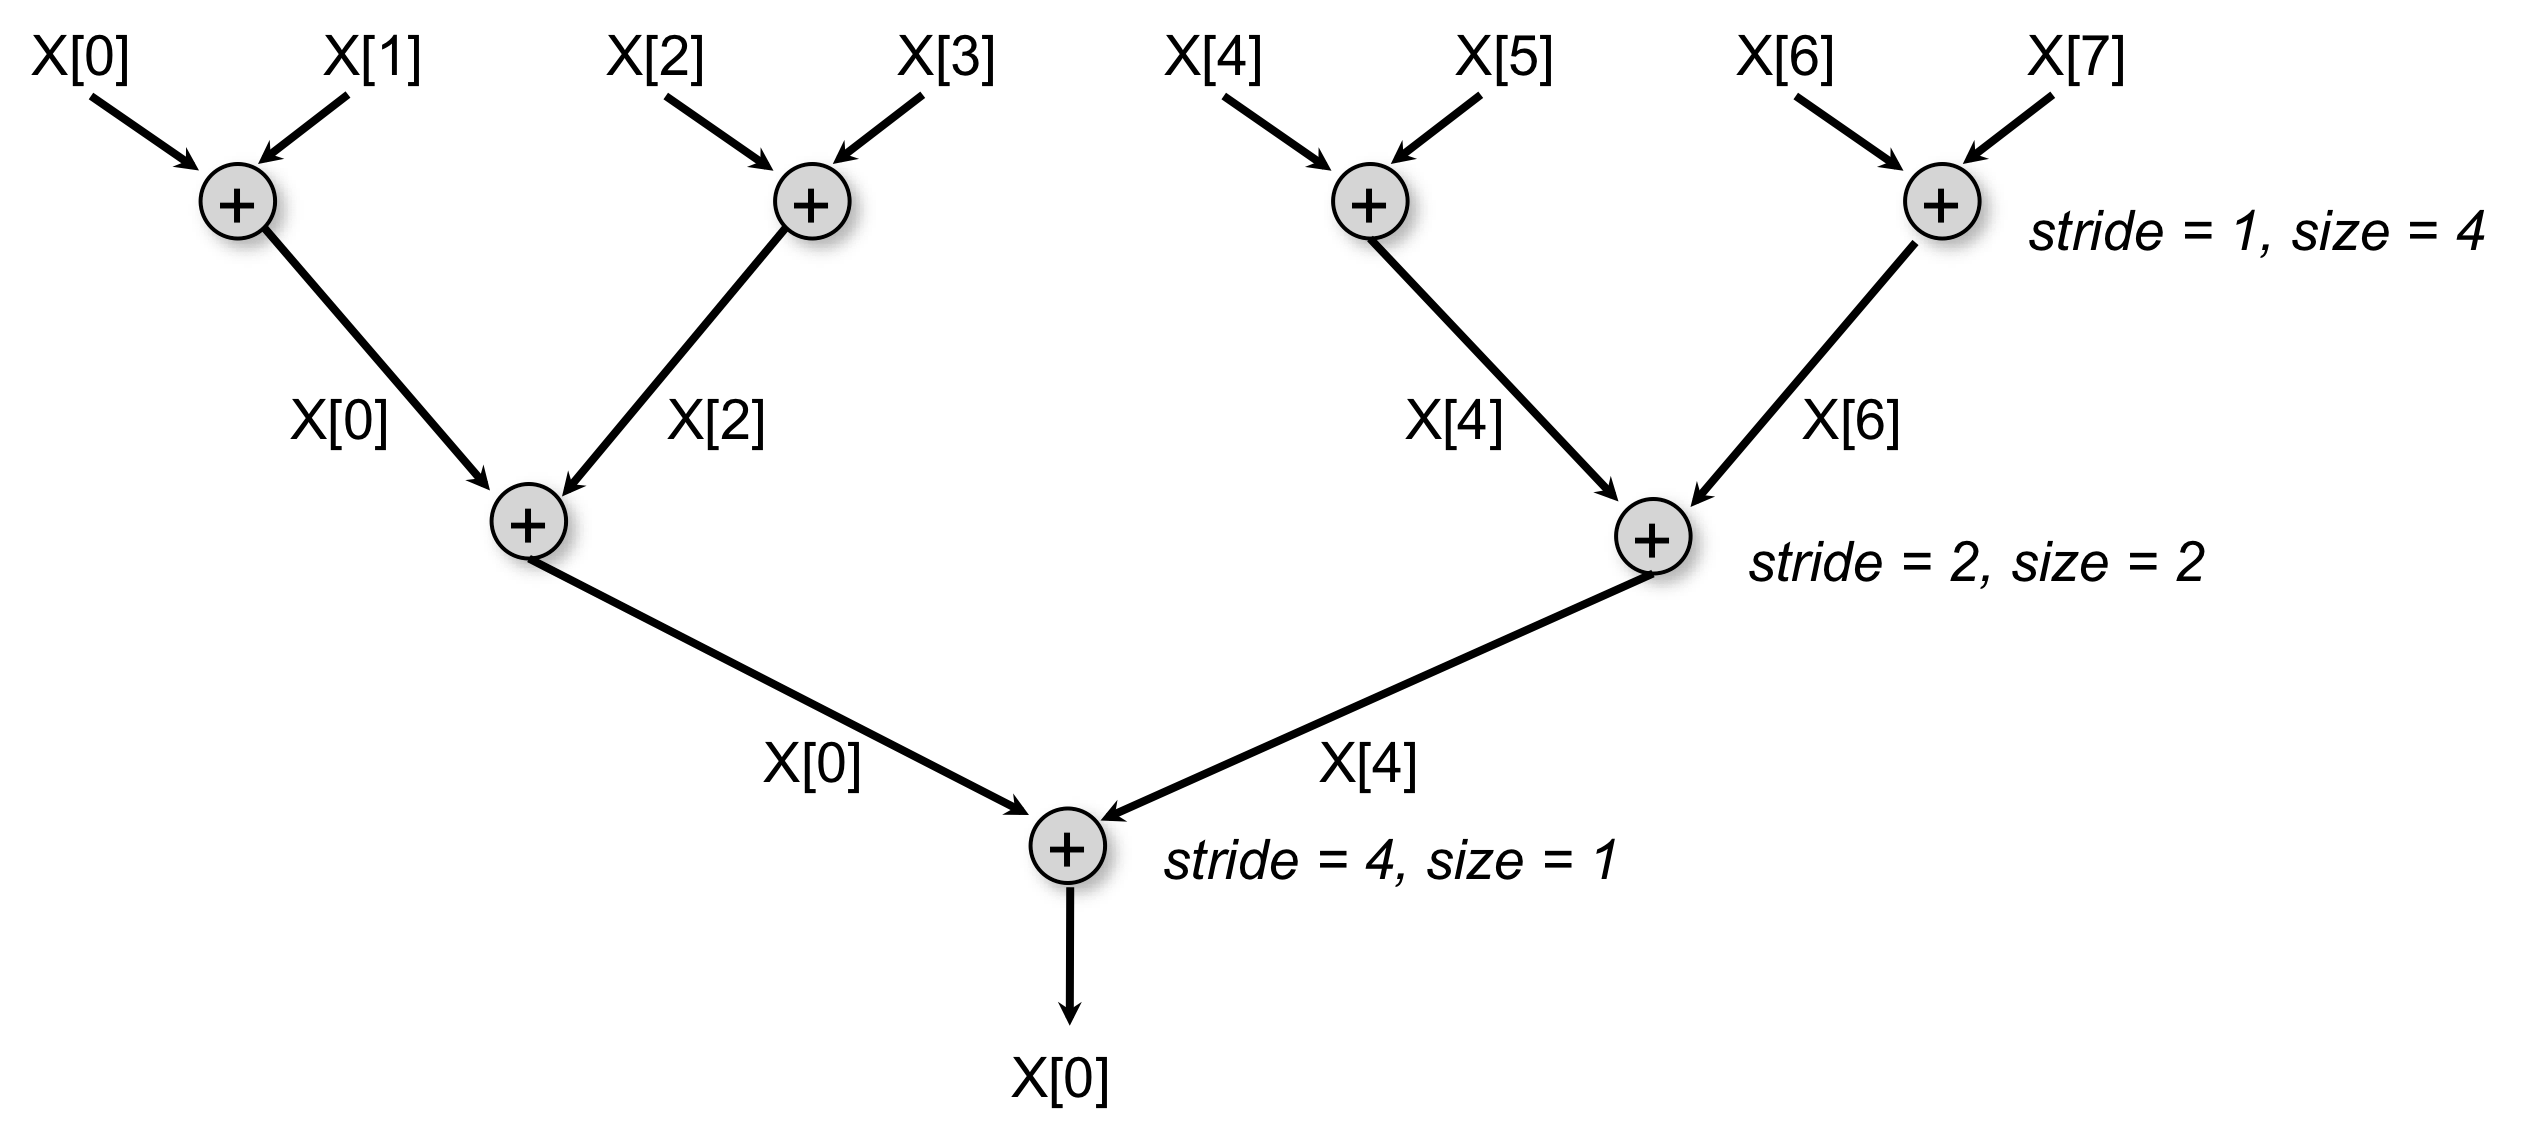 X[0] X[1] X[2] X[3] X[4] X[5] X[6] X[7]
+ + + +
stride = 1, size = 4
X[0] X[2] X[4] X[6]
+ +
stride = 2, size = 2
X[0] X[4]
+
stride = 4, size = 1
X[0]